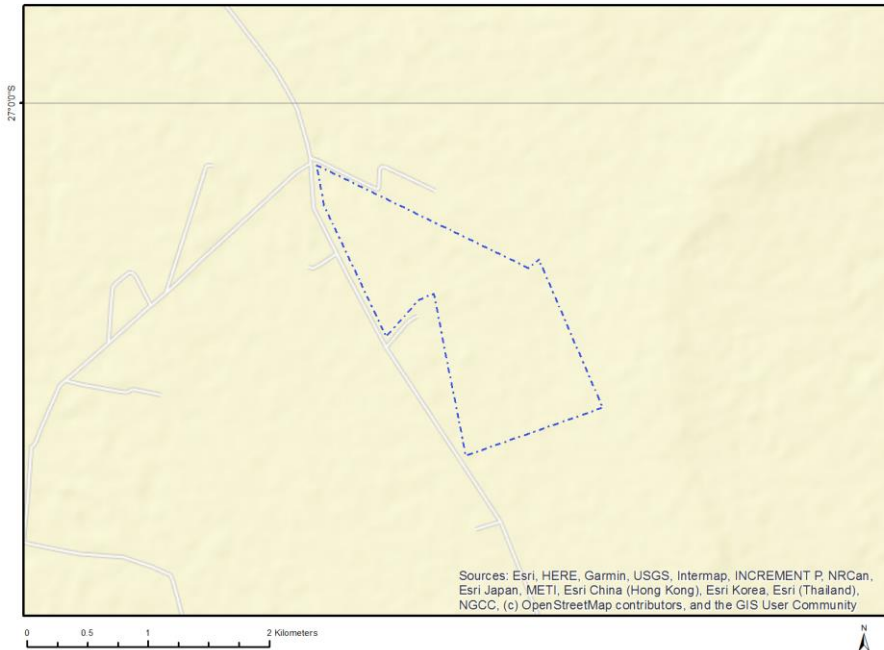 27°0'0"S
Sources: Esri, HERE, Garmin, USGS, Intermap, INCREMENT P, NRCan,
Esri Japan, METI, Esri China (Hong Kong), Esri Korea, Esri (Thailand),
NGCC, (c) OpenStreetMap contributors, and the GIS User Community
0 0.5 1 2 Kilometers
N